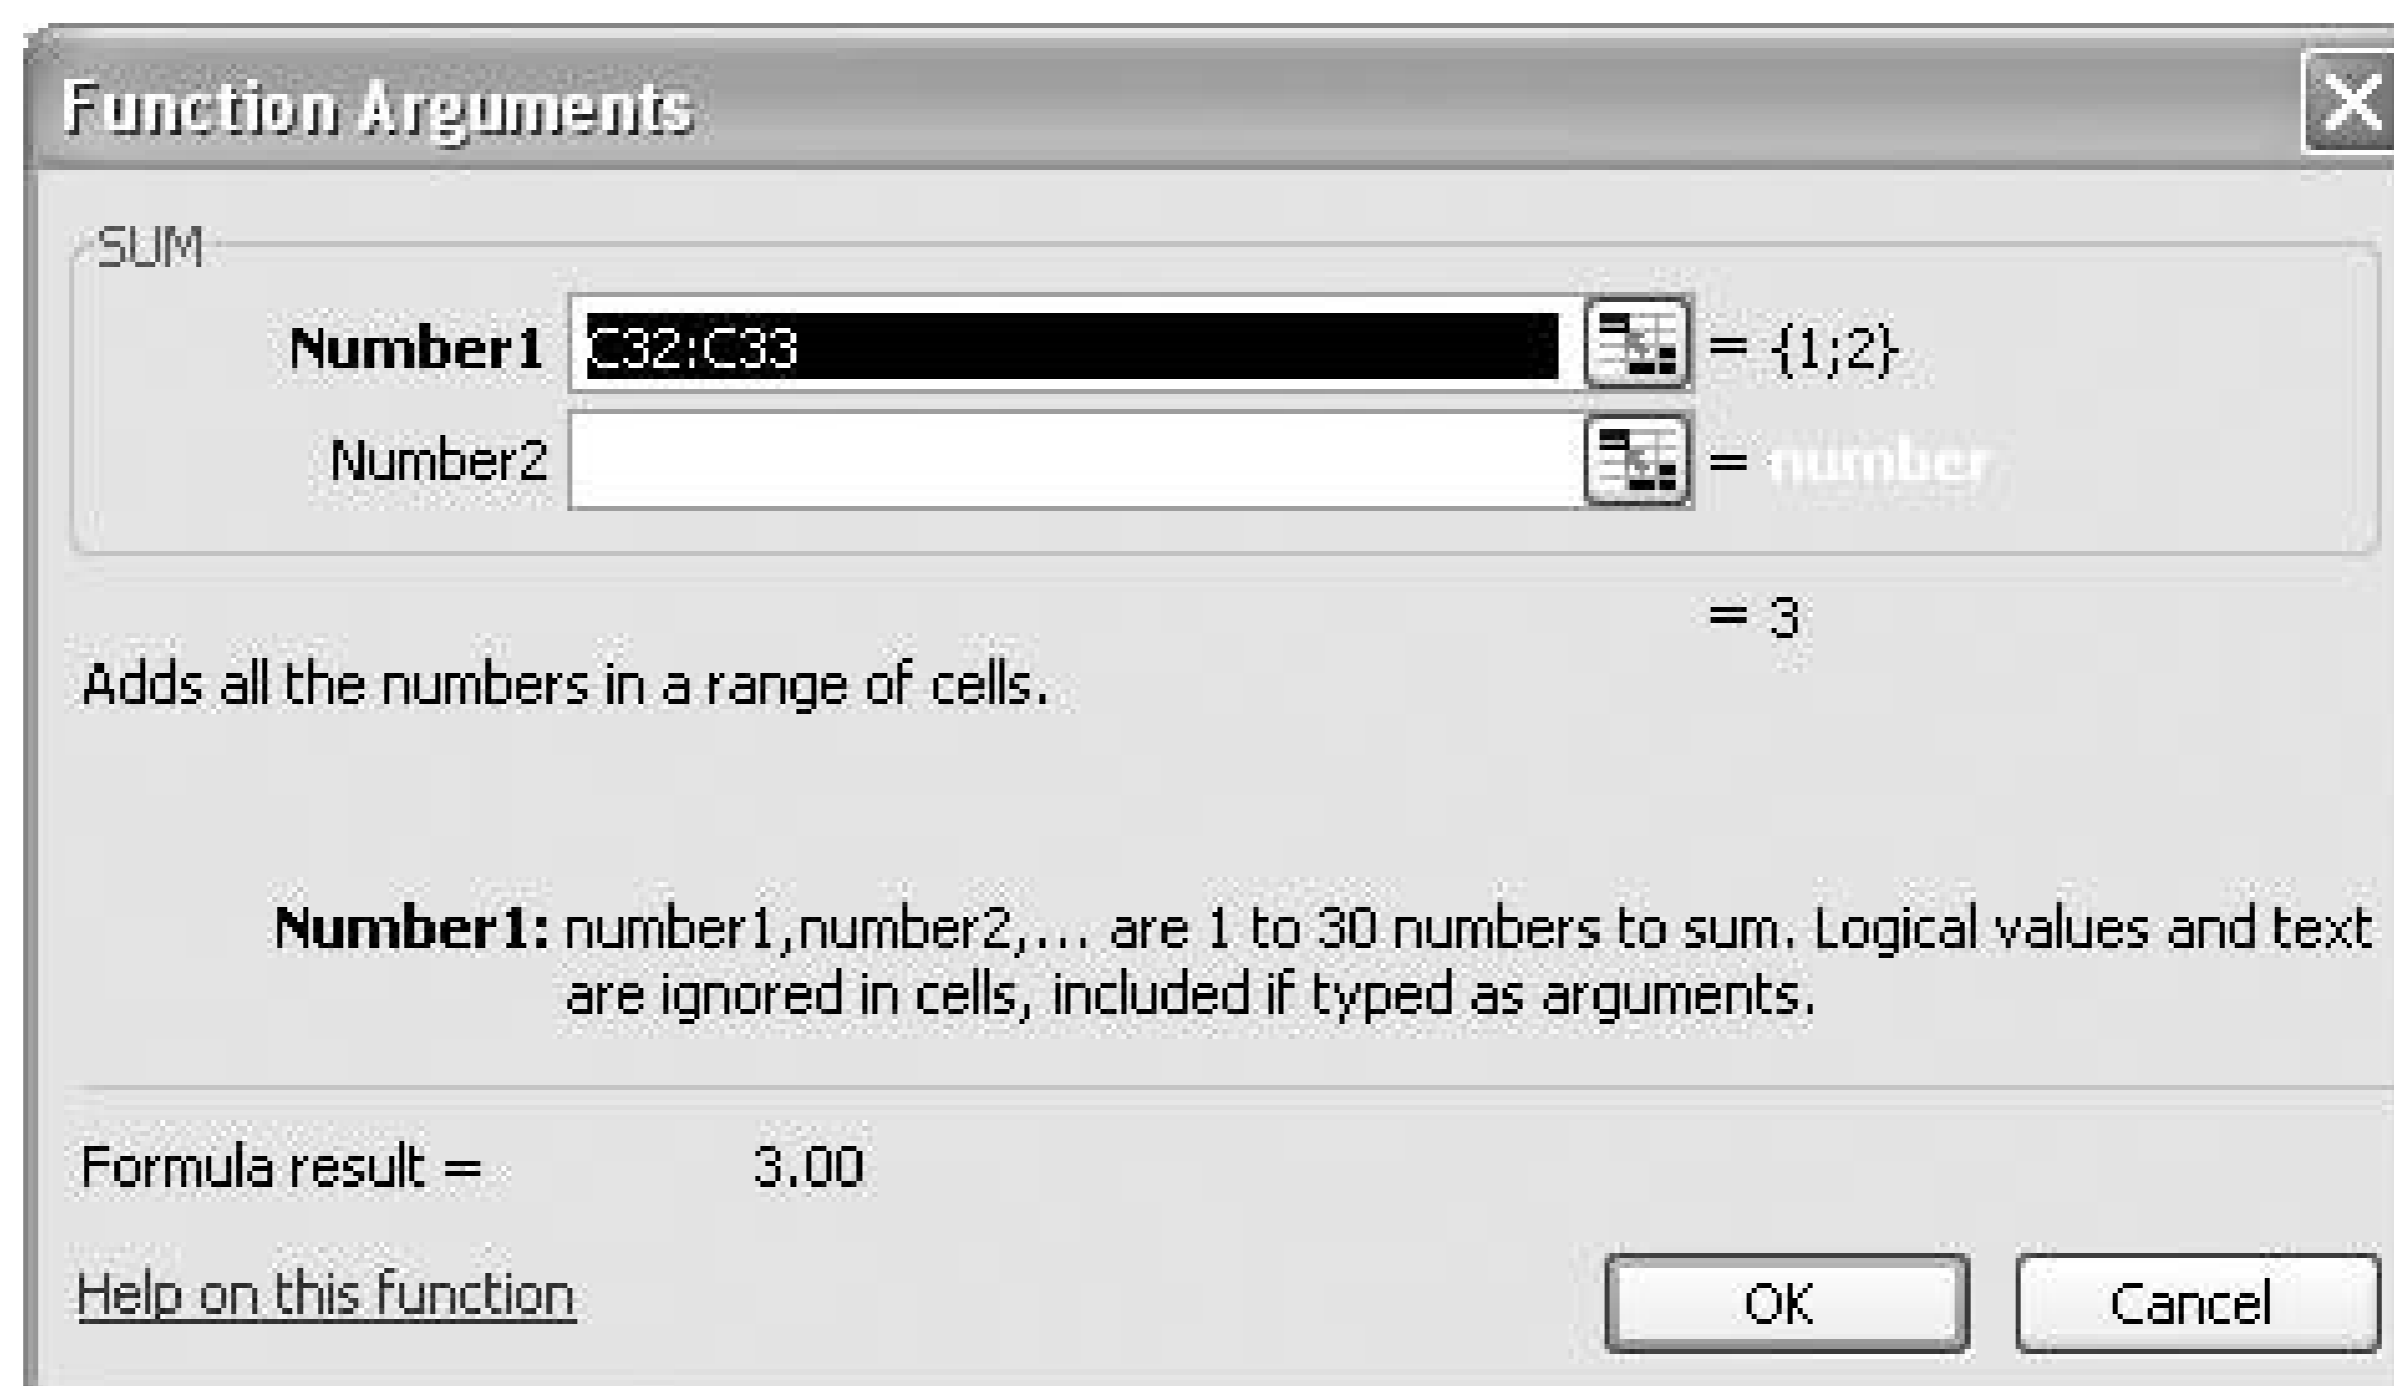 Function Arguments
SUM
Number1 C32:C33 = {1;2}
Number2 = number
= 3
Adds all the numbers in a range of cells.
Number1: number1,number2,... are 1 to 30 numbers to sum. Logical values and text
are ignored in cells, included if typed as arguments.
Formula result = 3.00
Help on this function
OK Cancel